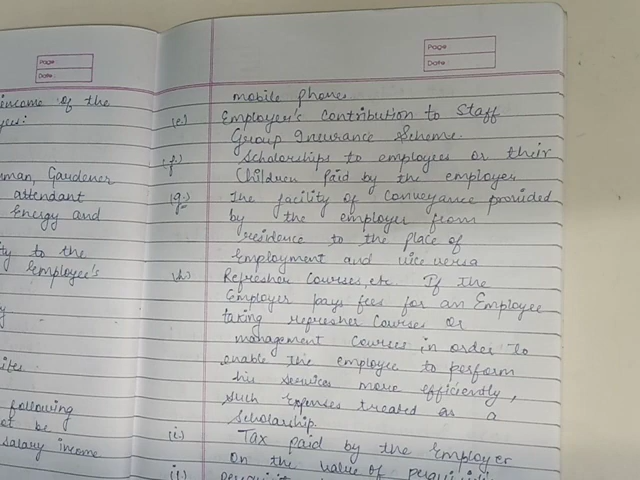 Page
Date
income of the
yees:
man, Gardener
attendant
Energy and
ty to the
Employee's
y
ites
following
ot be
salary income
Page
Date
mobile phones
(e.) Employer's contribution to Staff
Group Insurance Scheme.
(f.) Scholarships to employees or their
Children paid by the employer
(g.) The facility of conveyance provided
by the employer from
residence to the place of
Employment and vice versa
(h.) Refresher Courses, etc. If the
Employer pays fees for an Employee
taking refresher Courses or
management Courses in order to
enable the employee to perform
his services more efficiently,
such Expenses treated as a
Scholarship.
(i.) Tax paid by the Employer
on the value of
(j.)